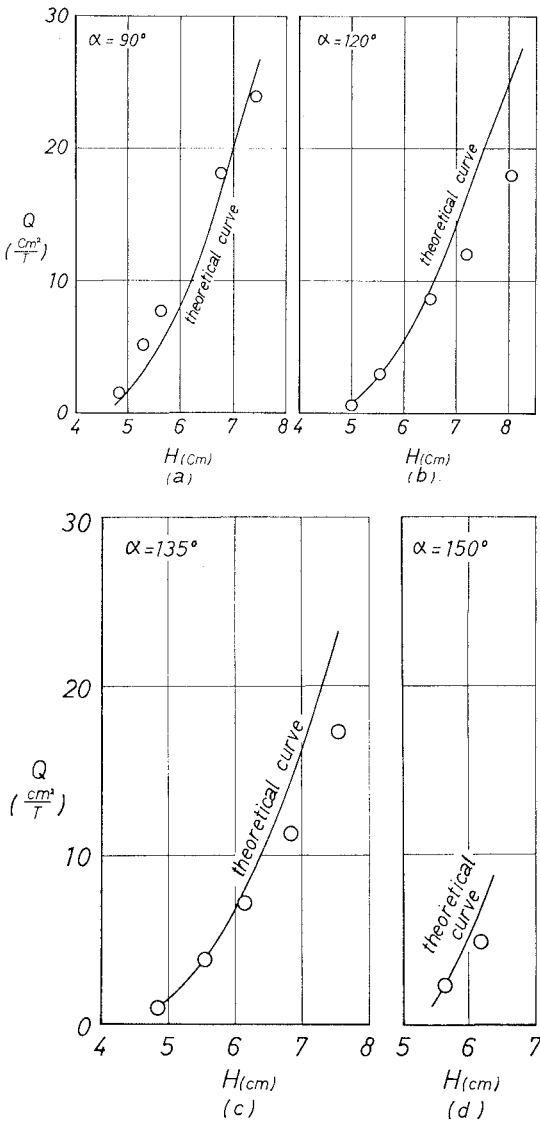 30
α = 90°
α = 120°
20
10
0
Q
(Cm²/T)
theoretical curve
theoretical curve
4 5 6 7 8
4 5 6 7 8
H(Cm)
H(Cm)
(a)
(b).
30
α = 135°
α = 150°
20
10
0
Q
(cm²/T)
theoretical curve
theoretical
curve
4 5 6 7 8
5 6 7
H(cm)
H(cm)
(c)
(d)